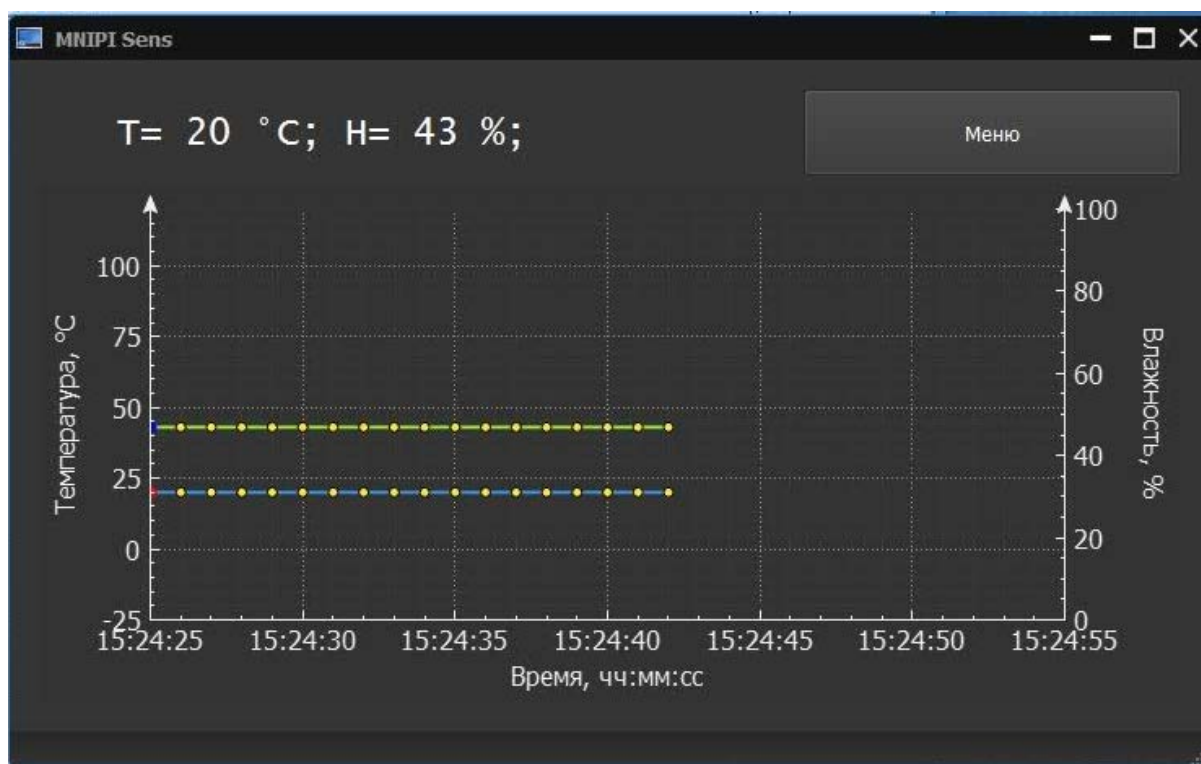 MNIPI Sens
T= 20 °C; H= 43 %;
Меню
100
75
50
25
0
-25
Температура, °C
100
80
60
40
20
0
Влажность, %
15:24:25 15:24:30 15:24:35 15:24:40 15:24:45 15:24:50 15:24:55
Время, чч:мм:сс